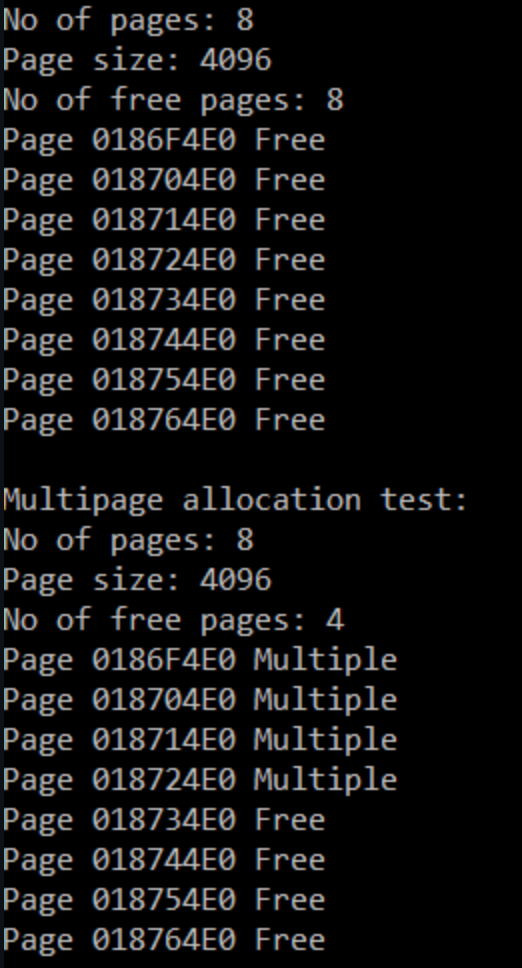 No of pages: 8
Page size: 4096
No of free pages: 8
Page 0186F4E0 Free
Page 018704E0 Free
Page 018714E0 Free
Page 018724E0 Free
Page 018734E0 Free
Page 018744E0 Free
Page 018754E0 Free
Page 018764E0 Free

Multipage allocation test:
No of pages: 8
Page size: 4096
No of free pages: 4
Page 0186F4E0 Multiple
Page 018704E0 Multiple
Page 018714E0 Multiple
Page 018724E0 Multiple
Page 018734E0 Free
Page 018744E0 Free
Page 018754E0 Free
Page 018764E0 Free